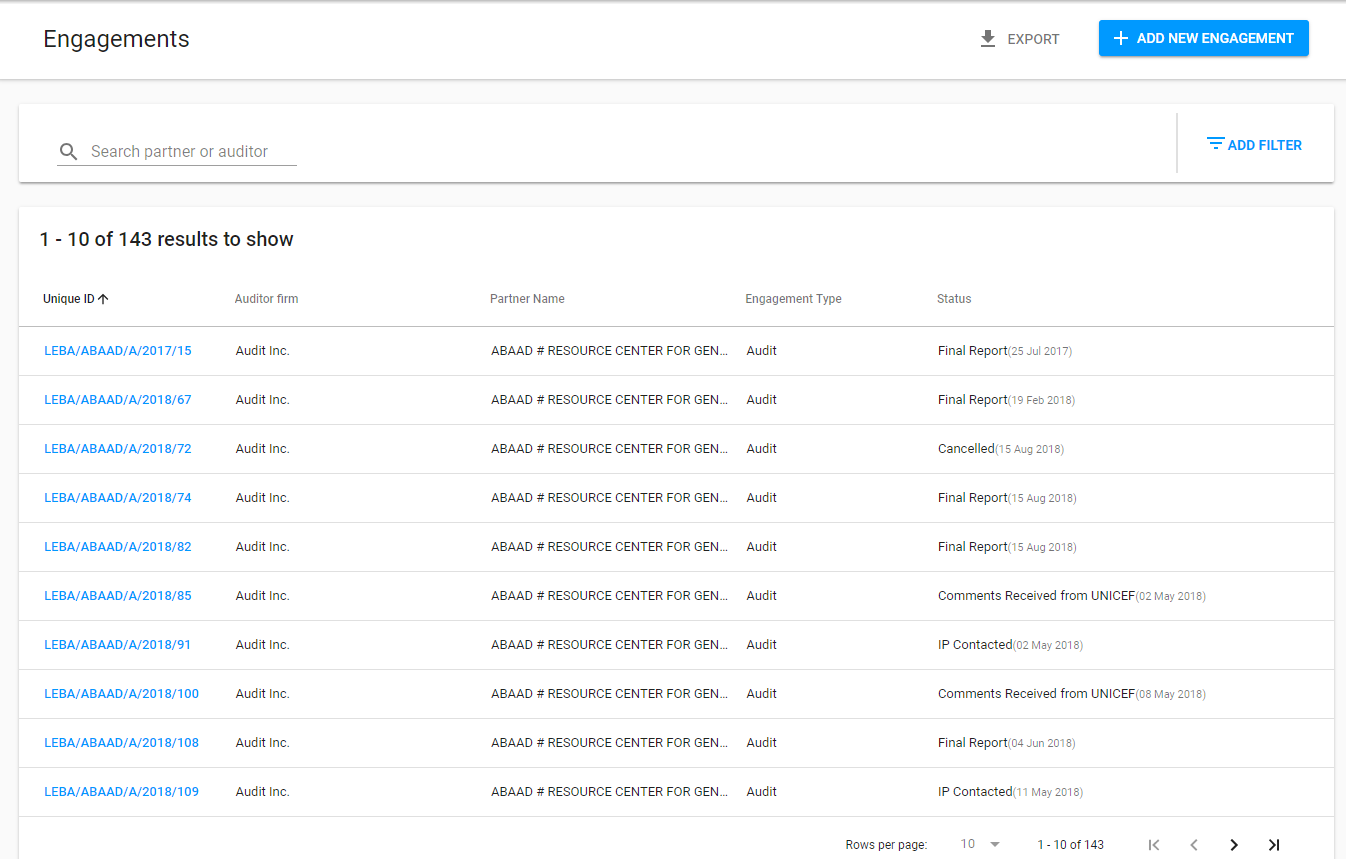 Engagements
EXPORT
ADD NEW ENGAGEMENT
Search partner or auditor
ADD FILTER
1 - 10 of 143 results to show
Unique ID Auditor firm Partner Name Engagement Type Status
LEBA/ABAAD/A/2017/15 Audit Inc. ABAAD # RESOURCE CENTER FOR GEN... Audit Final Report(25 Jul 2017)
LEBA/ABAAD/A/2018/67 Audit Inc. ABAAD # RESOURCE CENTER FOR GEN... Audit Final Report(19 Feb 2018)
LEBA/ABAAD/A/2018/72 Audit Inc. ABAAD # RESOURCE CENTER FOR GEN... Audit Cancelled(15 Aug 2018)
LEBA/ABAAD/A/2018/74 Audit Inc. ABAAD # RESOURCE CENTER FOR GEN... Audit Final Report(15 Aug 2018)
LEBA/ABAAD/A/2018/82 Audit Inc. ABAAD # RESOURCE CENTER FOR GEN... Audit Final Report(15 Aug 2018)
LEBA/ABAAD/A/2018/85 Audit Inc. ABAAD # RESOURCE CENTER FOR GEN... Audit Comments Received from UNICEF(02 May 2018)
LEBA/ABAAD/A/2018/91 Audit Inc. ABAAD # RESOURCE CENTER FOR GEN... Audit IP Contacted(02 May 2018)
LEBA/ABAAD/A/2018/100 Audit Inc. ABAAD # RESOURCE CENTER FOR GEN... Audit Comments Received from UNICEF(08 May 2018)
LEBA/ABAAD/A/2018/108 Audit Inc. ABAAD # RESOURCE CENTER FOR GEN... Audit Final Report(04 Jun 2018)
LEBA/ABAAD/A/2018/109 Audit Inc. ABAAD # RESOURCE CENTER FOR GEN... Audit IP Contacted(11 May 2018)
Rows per page: 10 1 - 10 of 143